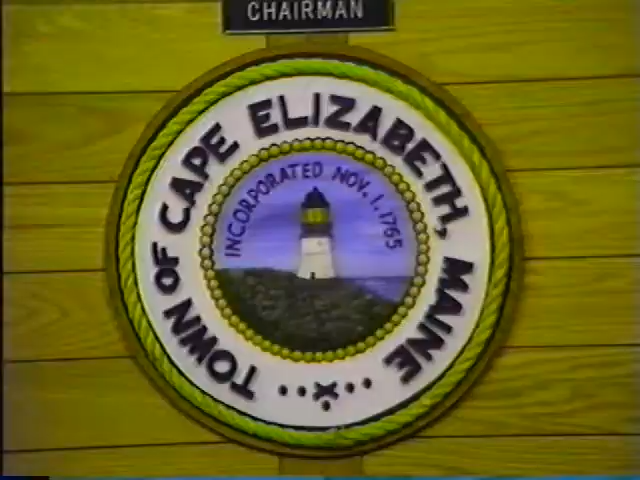 CHAIRMAN
TOWN OF CAPE ELIZABETH, MAINE
INCORPORATED NOV. 1, 1765